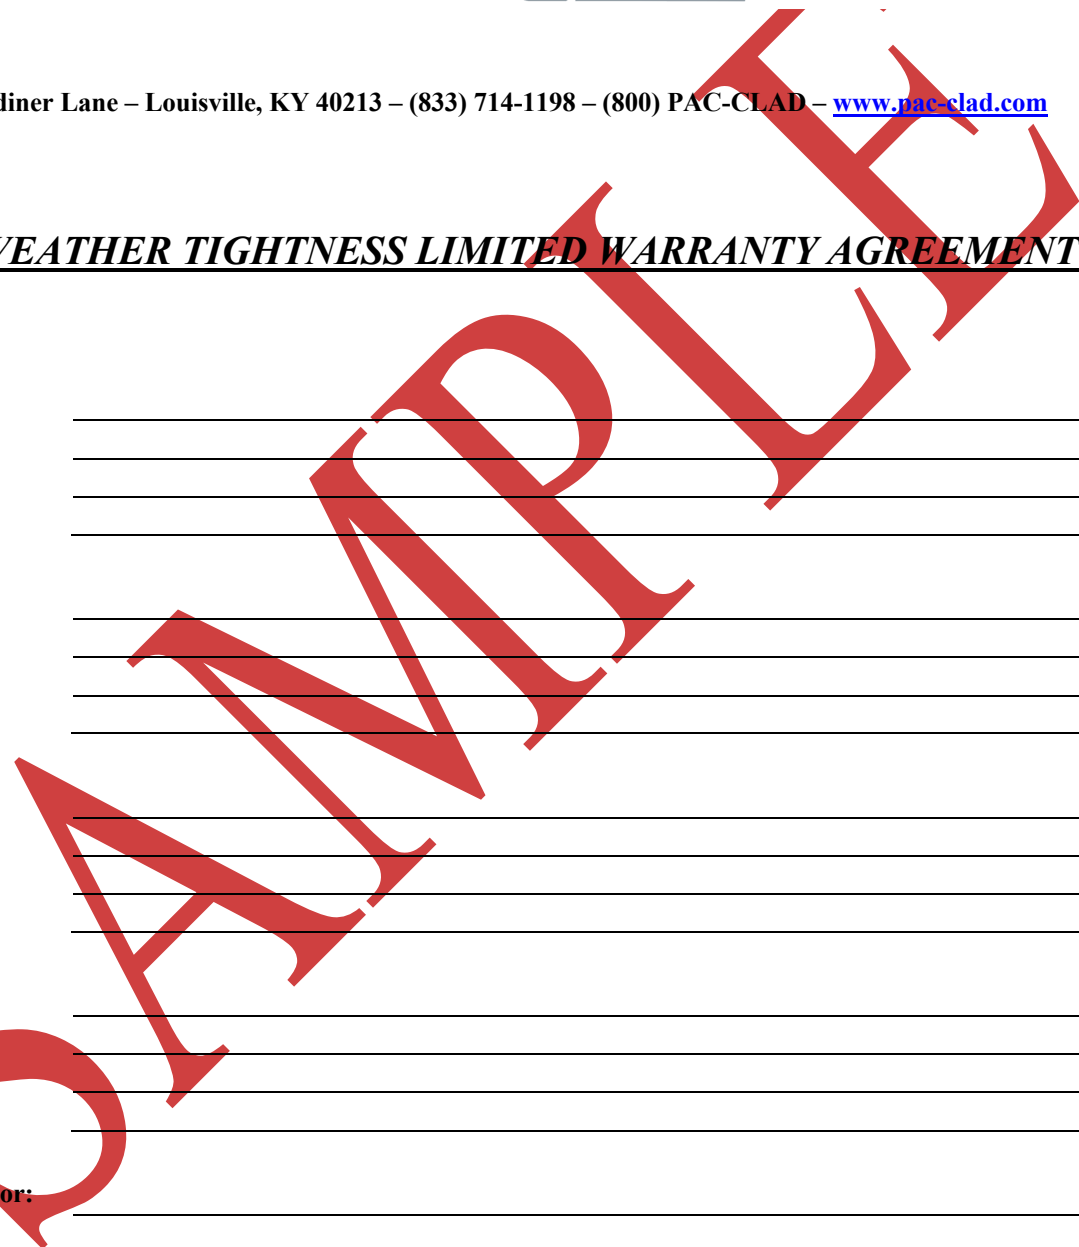 diner Lane – Louisville, KY 40213 – (833) 714-1198 – (800) PAC-CLAD – www.pac-clad.com
WEATHER TIGHTNESS LIMITED WARRANTY AGREEMENT
SAMPLE
or: